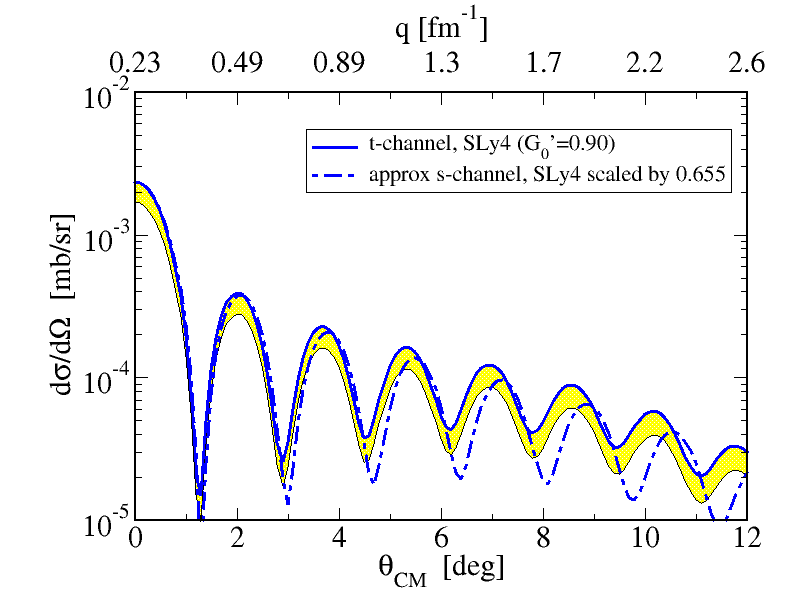 q [fm⁻¹]
0.23 0.49 0.89 1.3 1.7 2.2 2.6
10⁻²
t-channel, SLy4 (G₀’=0.90)
approx s-channel, SLy4 scaled by 0.655
10⁻³
dσ/dΩ [mb/sr]
10⁻⁴
10⁻⁵
0 2 4 6 8 10 12
θCM [deg]